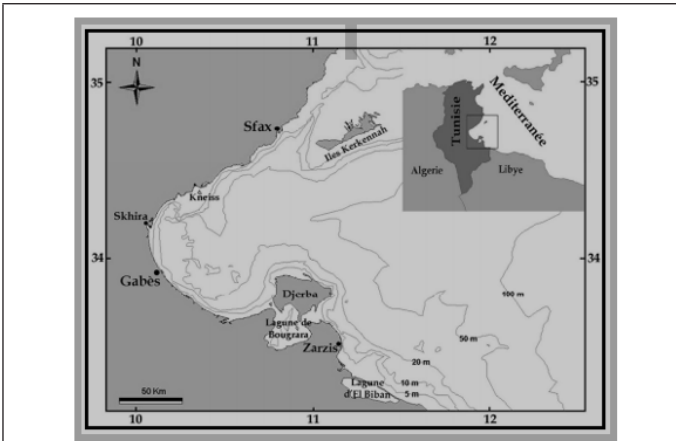 10 11 12
N
35 35
Sfax
Iles Kerkennah
Kneiss
Skhira
34 34
Gabès
Djerba
Lagune de
Bougrara
Zarzis
Lagune
d'El Biban
100 m
50 m
20 m
10 m
5 m
50 Km
10 11 12
Tunisie
Mediterranée
Algerie
Libye